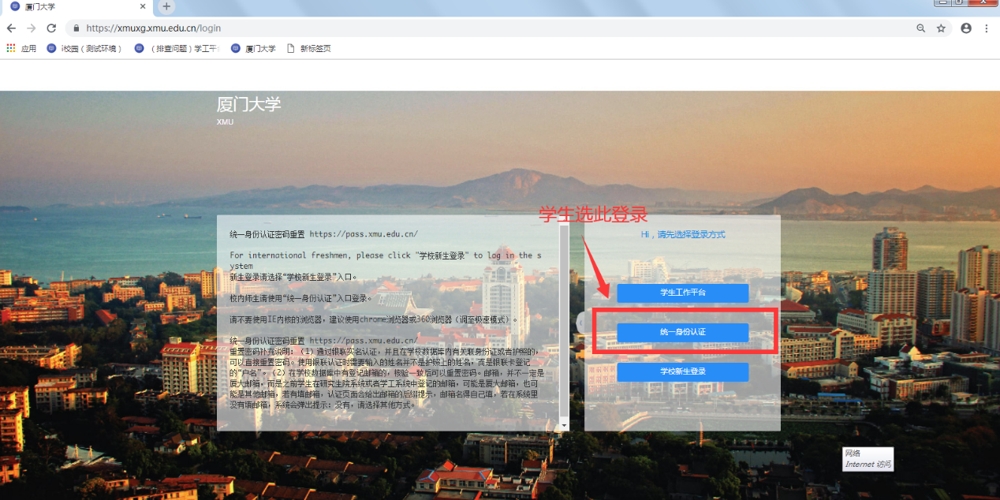 厦门大学
https://xmuxg.xmu.edu.cn/login
应用
i校园（测试环境）
（排查问题）学工平
厦门大学
新标签页
厦门大学
XMU
学生选此登录
统一身份认证密码重置 https://pass.xmu.edu.cn/
For international freshmen, please click "学校新生登录" to log in the s
ystem
新生登录请选择“学校新生登录”入口。
校内师生请使用“统一身份认证”入口登录。
请不要使用IE内核的浏览器，建议使用chrome浏览器或360浏览器（调至极速模式）。
统一身份认证密码重置 https://pass.xmu.edu.cn/
重置密码补充说明：（1）通过银联实名认证，并且在学校数据库内有关联身份证或者护照的，
可以直接重置密码。使用银联认证时需要输入的姓名并不是护照上的姓名，而是银联卡登记
的“户名”。（2）在学校数据库中有登记邮箱的，核验一致后可以重置密码。邮箱，并不一定是
厦大邮箱，而是之前学生在研究生院系统或者学工系统中登记的邮箱，可能是厦大邮箱，也可
能是其他邮箱，若有填邮箱，认证页面会给出邮箱的后缀提示，邮箱名得自己填，若在系统里
没有填邮箱，系统会弹出提示：没有，请选择其他方式。
Hi，请先选择登录方式
学生工作平台
统一身份认证
学校新生登录
网络
Internet 访问